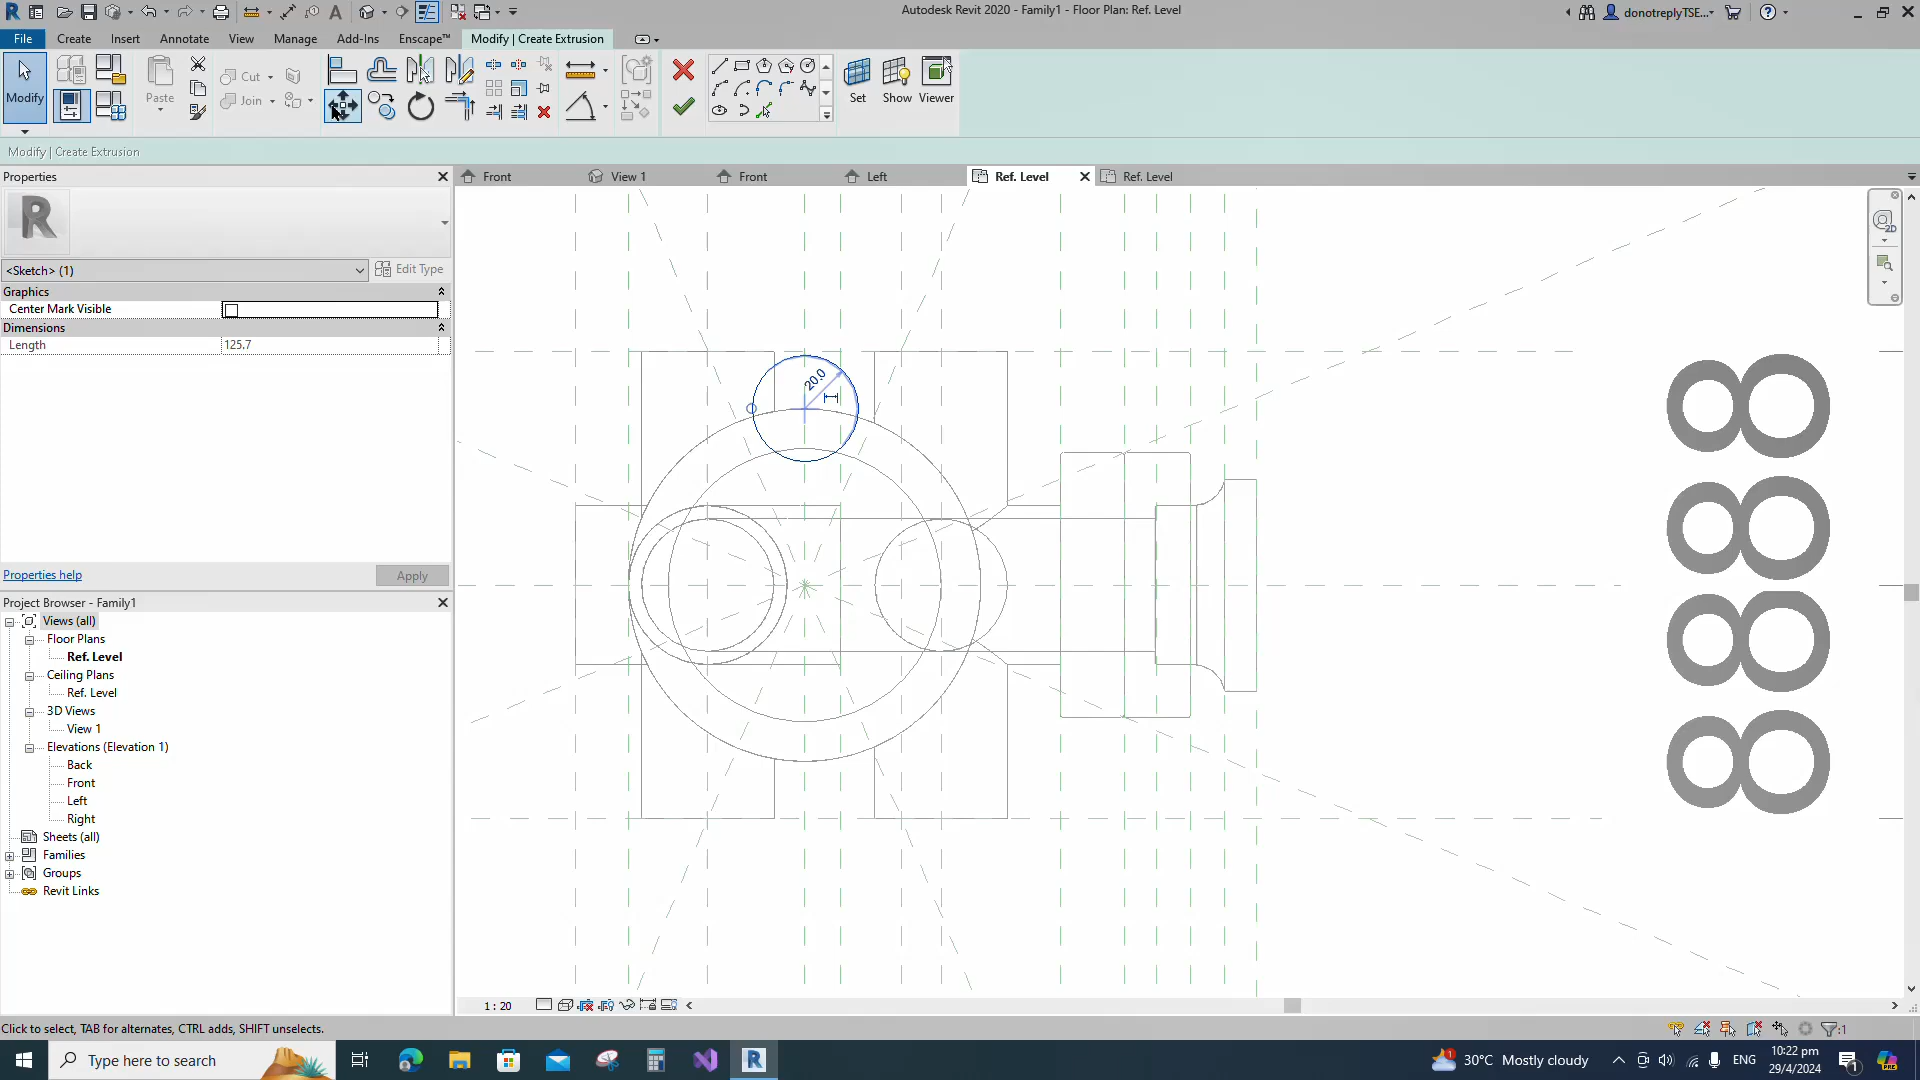 Autodesk Revit 2020 - Family1 - Floor Plan: Ref. Level
donotreplyTSE...
File
Create
Insert
Annotate
View
Manage
Add-Ins
Enscape™
Modify | Create Extrusion
Modify
Paste
Cut
Join
Set
Show
Viewer
Modify | Create Extrusion
Properties
Front
View 1
Front
Left
Ref. Level
Ref. Level
<Sketch> (1)
Edit Type
Graphics
Center Mark Visible
Dimensions
Length
125.7
Properties help
Apply
Project Browser - Family1
Views (all)
Floor Plans
Ref. Level
Ceiling Plans
Ref. Level
3D Views
View 1
Elevations (Elevation 1)
Back
Front
Left
Right
Sheets (all)
Families
Groups
Revit Links
20.0
2D
1 : 20
Click to select, TAB for alternates, CTRL adds, SHIFT unselects.
:1
Type here to search
30°C Mostly cloudy
ENG
10:22 pm
29/4/2024